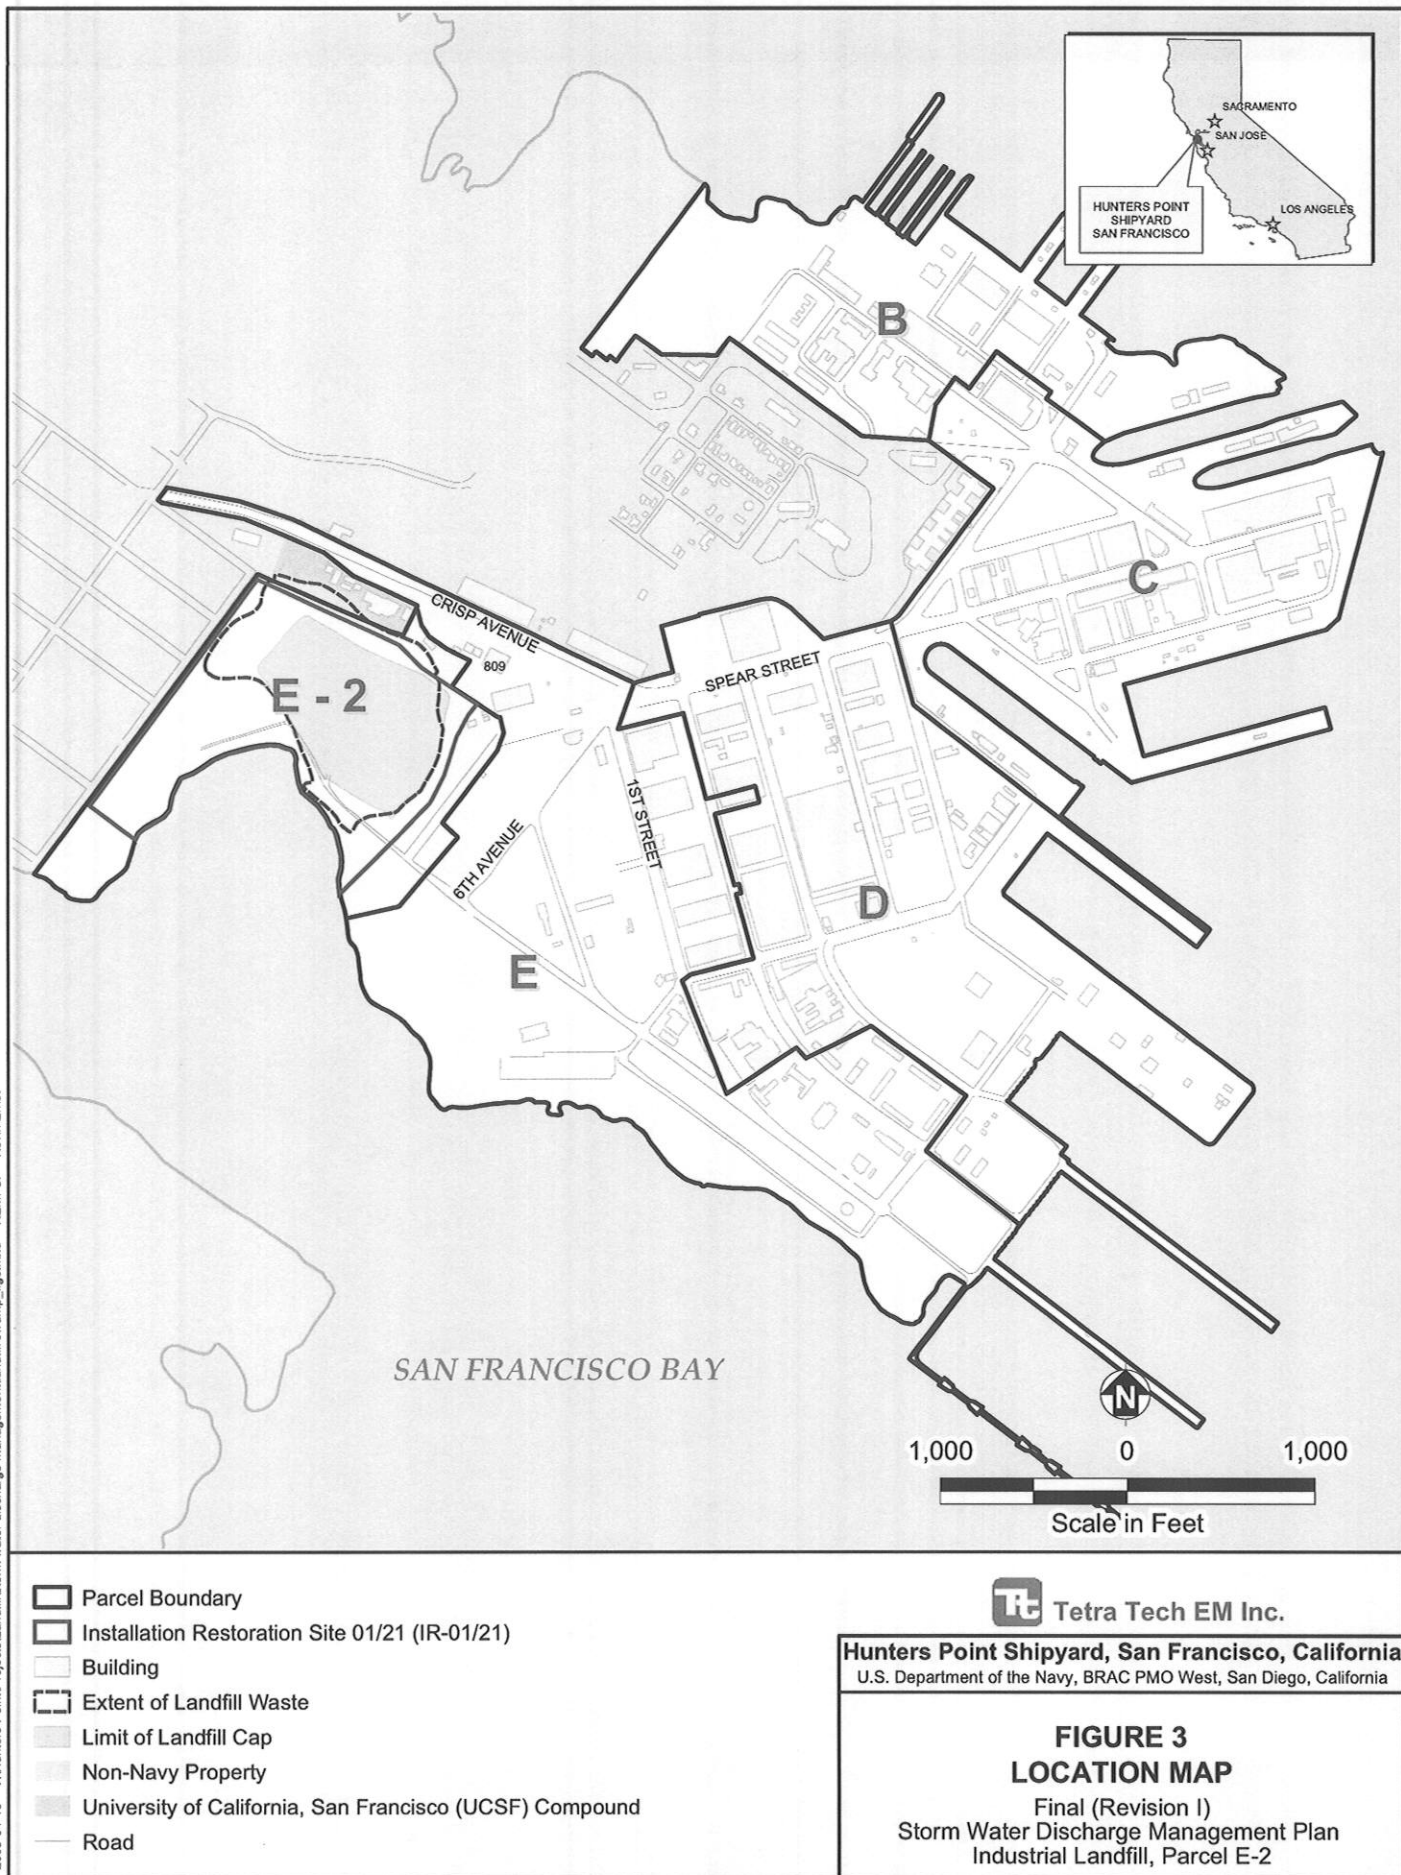 SACRAMENTO
SAN JOSE
LOS ANGELES
HUNTERS POINT
SHIPYARD
SAN FRANCISCO
B
C
CRISP AVENUE
809
SPEAR STREET
E - 2
1ST STREET
6TH AVENUE
D
E
SAN FRANCISCO BAY
N
1,000 0 1,000
Scale in Feet
Parcel Boundary
Installation Restoration Site 01/21 (IR-01/21)
Building
Extent of Landfill Waste
Limit of Landfill Cap
Non-Navy Property
University of California, San Francisco (UCSF) Compound
Road
Tt Tetra Tech EM Inc.
Hunters Point Shipyard, San Francisco, California
U.S. Department of the Navy, BRAC PMO West, San Diego, California
FIGURE 3
LOCATION MAP
Final (Revision I)
Storm Water Discharge Management Plan
Industrial Landfill, Parcel E-2